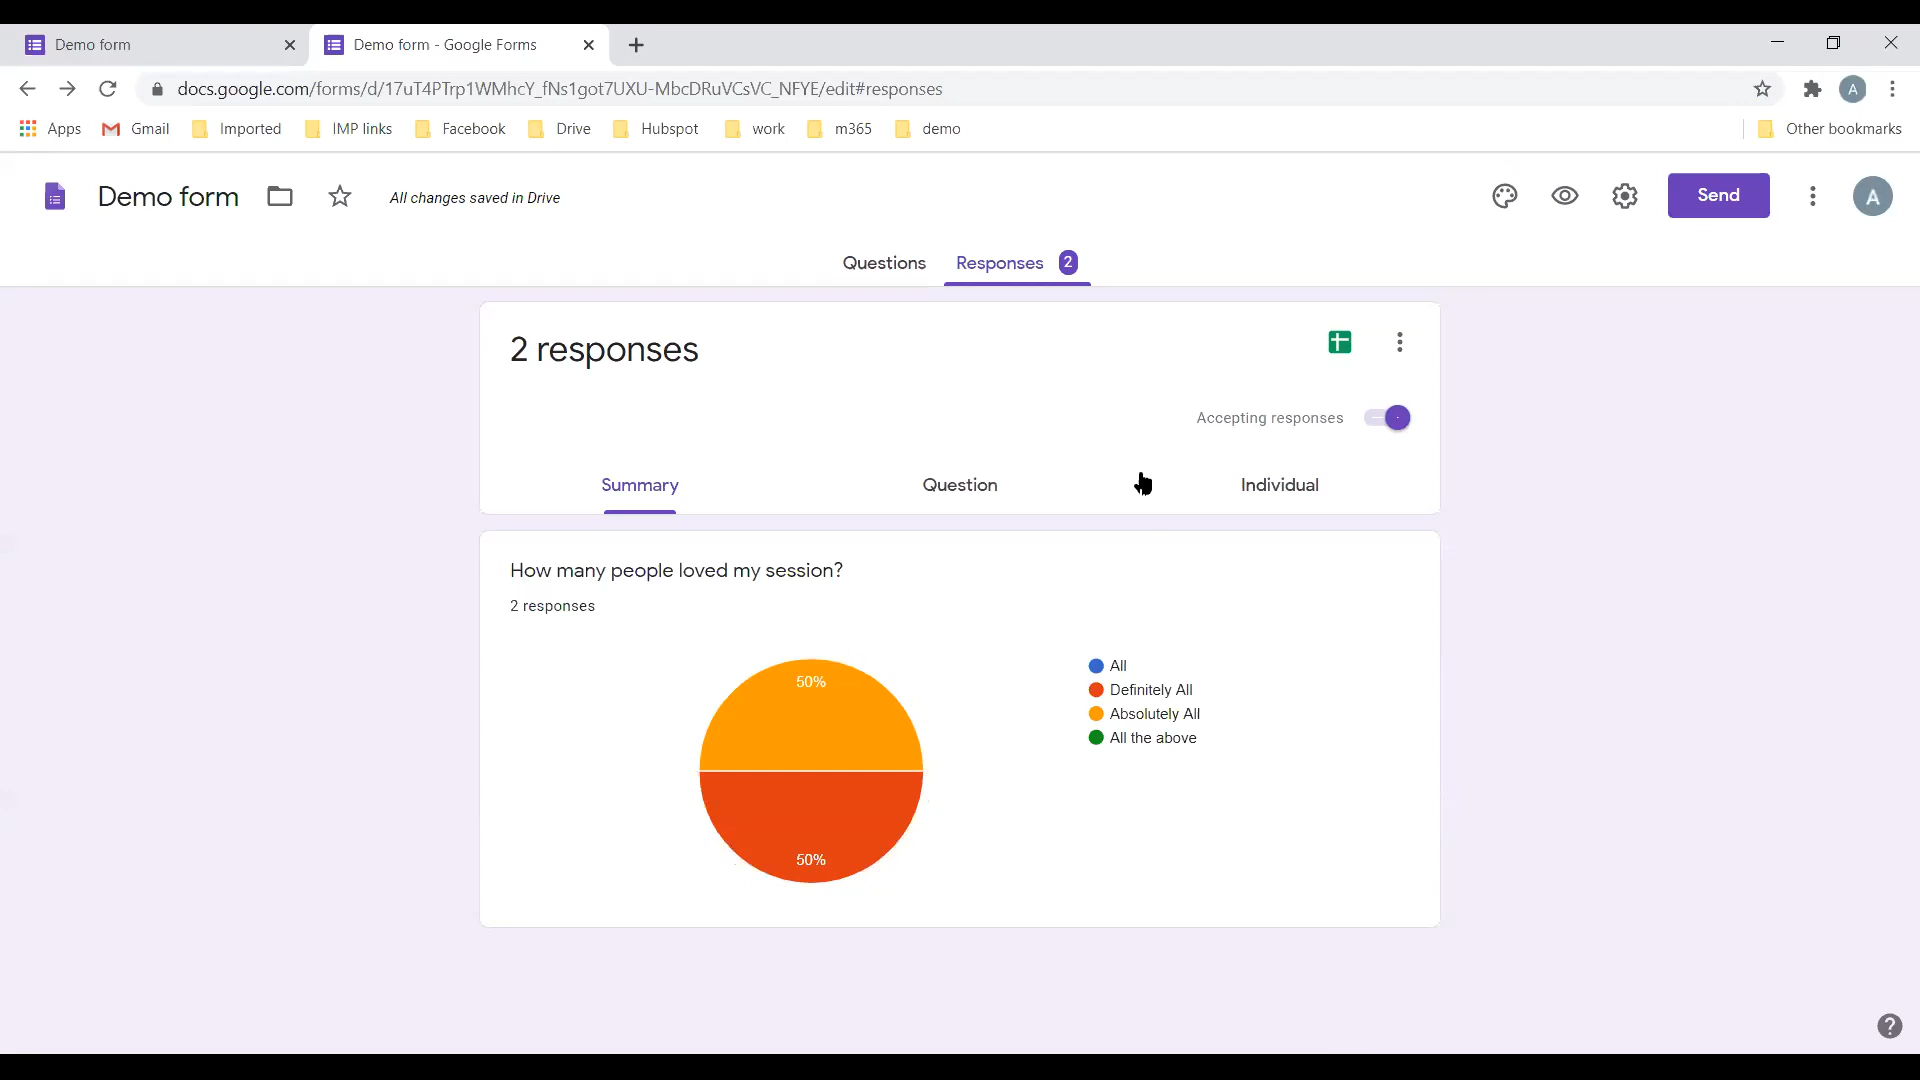 Demo form
Demo form - Google Forms
docs.google.com/forms/d/17uT4PTrp1WMhcY_fNs1got7UXU-MbcDRuVCsVC_NFYE/edit#responses
A
Apps
Gmail
Imported
IMP links
Facebook
Drive
Hubspot
work
m365
demo
Other bookmarks
Demo form
All changes saved in Drive
Send
A
Questions
Responses
2
2 responses
Accepting responses
Summary
Question
Individual
How many people loved my session?
2 responses
50%
50%
All
Definitely All
Absolutely All
All the above
?